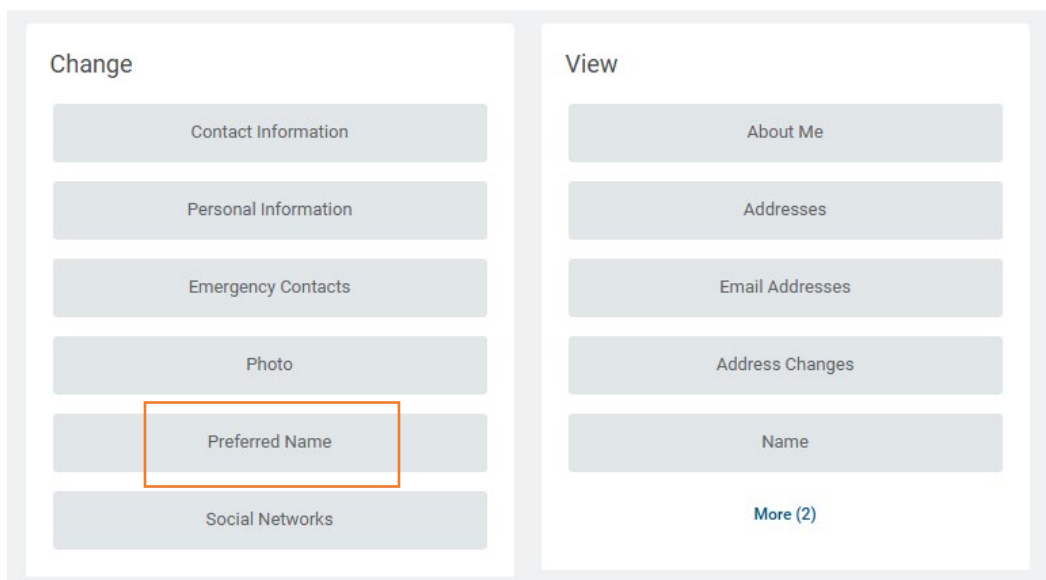 Change
Contact Information
Personal Information
Emergency Contacts
Photo
Preferred Name
Social Networks
View
About Me
Addresses
Email Addresses
Address Changes
Name
More (2)